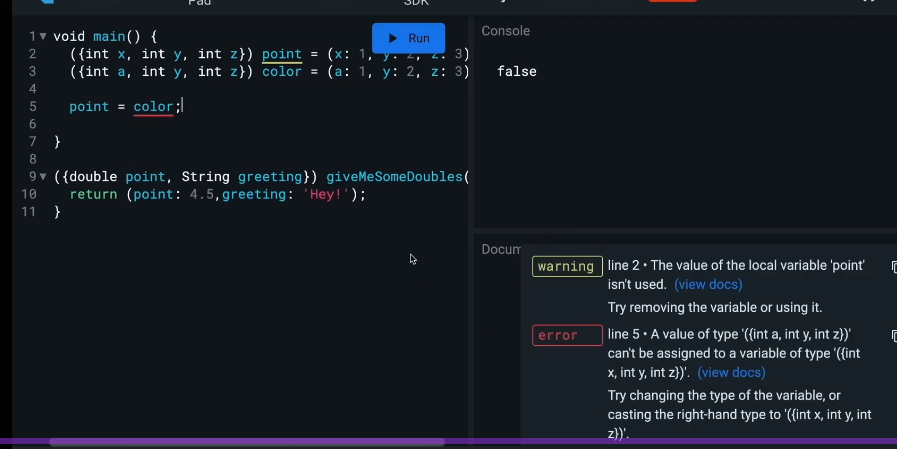 Pad
SDK
Run
1 void main() {
2 ({int x, int y, int z}) point = (x: 1, y: 2, z: 3)
3 ({int a, int y, int z}) color = (a: 1, y: 2, z: 3)
4
5 point = color;
6
7 }
8
9 ({double point, String greeting}) giveMeSomeDoubles(
10 return (point: 4.5,greeting: 'Hey!');
11 }
Console
false
Docum
warning line 2 • The value of the local variable 'point'
isn't used. (view docs)
Try removing the variable or using it.
error line 5 • A value of type '({int a, int y, int z})'
can't be assigned to a variable of type '({int
x, int y, int z})'. (view docs)
Try changing the type of the variable, or
casting the right-hand type to '({int x, int y, int
z})'.